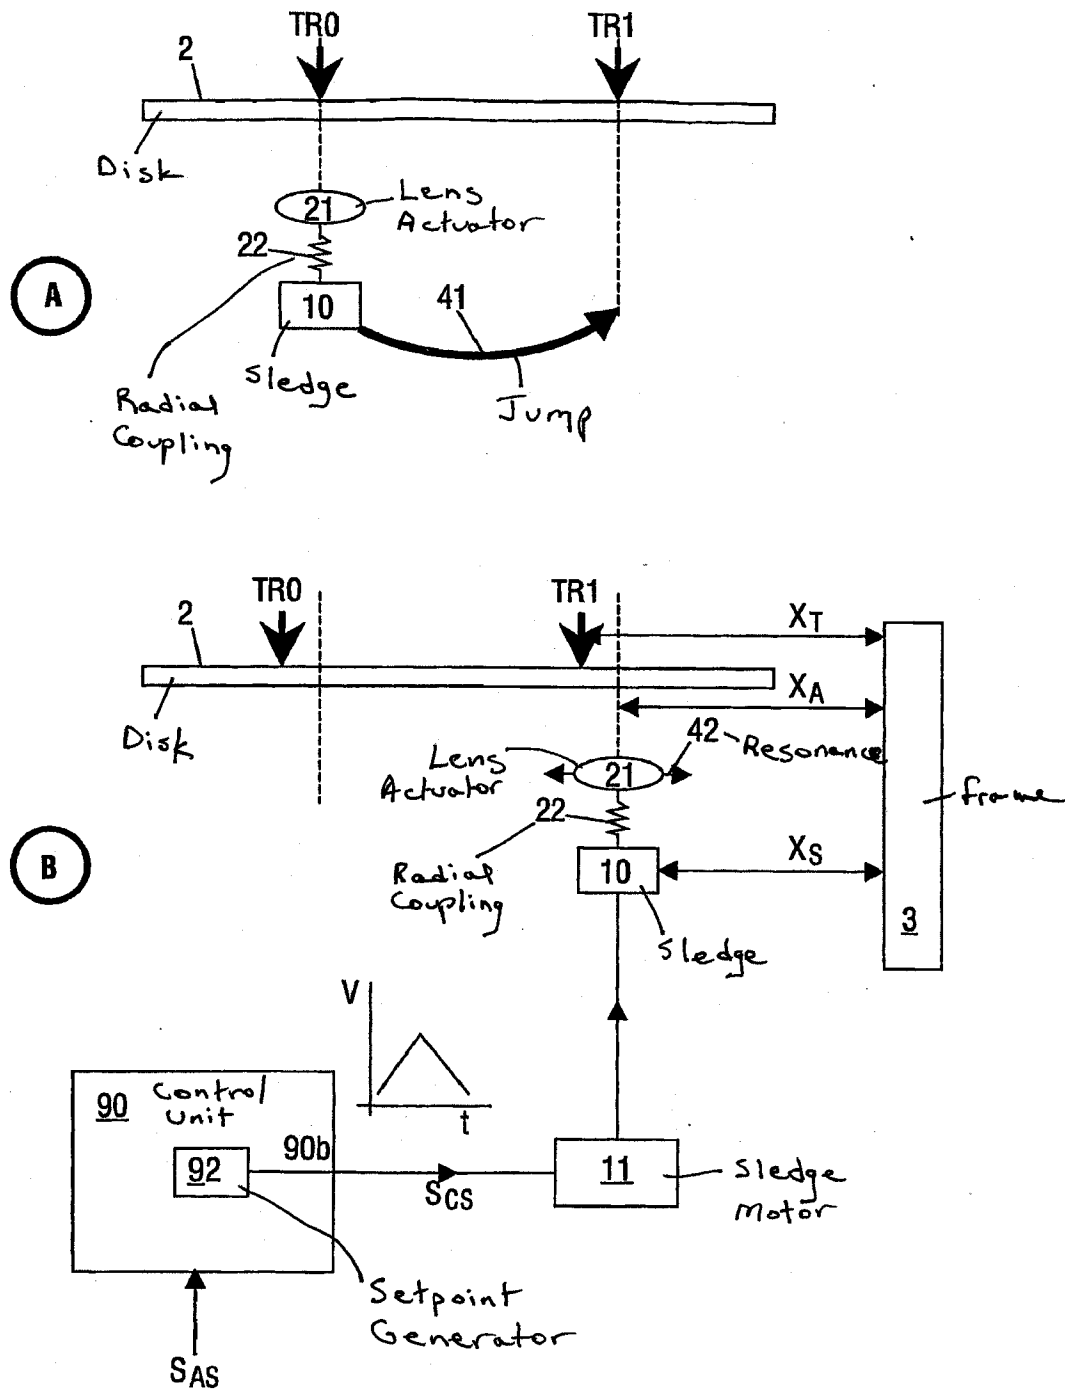 TR0
TR1
2
Disk
21
Lens
Actuator
22
A
10
41
Sledge
Radial
Coupling
Jump
TR0
TR1
2
XT
XA
Disk
42
Resonance
Lens
Actuator
21
frame
22
B
XS
10
Radial
Coupling
3
Sledge
V
t
90
Control
Unit
90b
92
SCS
11
Sledge
Motor
Setpoint
Generator
SAS